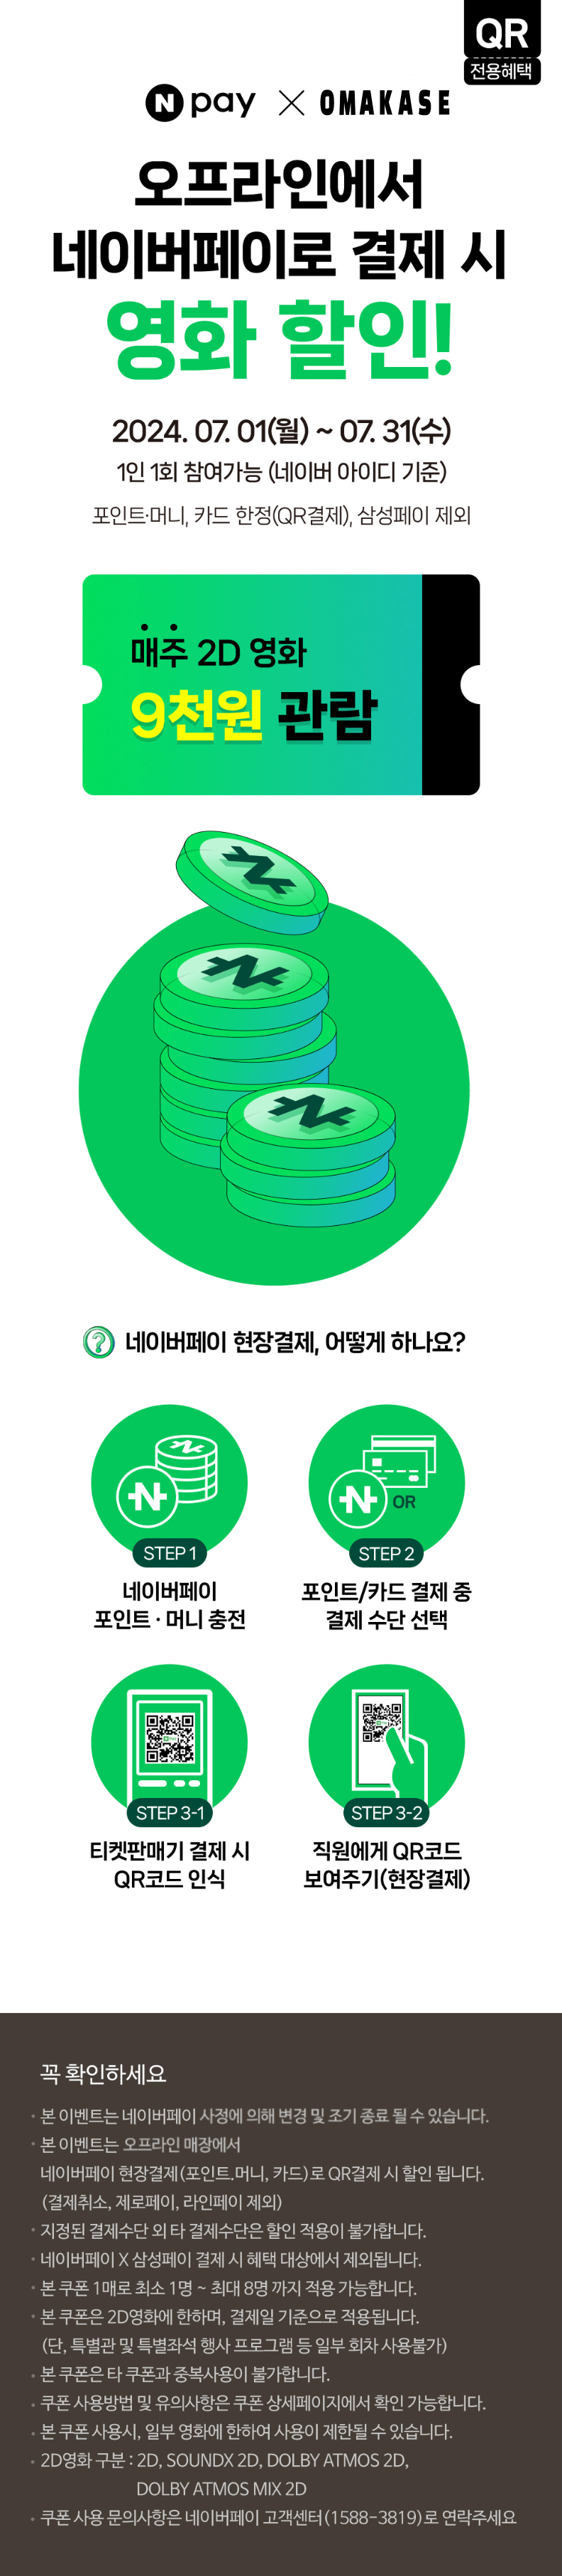 QR
전용혜택
N pay × OMAKASE
오프라인에서
네이버페이로 결제 시
영화 할인!
2024. 07. 01(월) ~ 07. 31(수)
1인 1회 참여가능 (네이버 아이디 기준)
포인트·머니, 카드 한정(QR결제), 삼성페이 제외
매주 2D 영화
9천원 관람
? 네이버페이 현장결제, 어떻게 하나요?
OR
STEP 1
네이버페이
포인트 · 머니 충전
STEP 2
포인트/카드 결제 중
결제 수단 선택
STEP 3-1
티켓판매기 결제 시
QR코드 인식
STEP 3-2
직원에게 QR코드
보여주기(현장결제)
꼭 확인하세요
· 본 이벤트는 네이버페이 사정에 의해 변경 및 조기 종료 될 수 있습니다.
· 본 이벤트는 오프라인 매장에서
네이버페이 현장결제(포인트.머니, 카드)로 QR결제 시 할인 됩니다.
(결제취소, 제로페이, 라인페이 제외)
· 지정된 결제수단 외 타 결제수단은 할인 적용이 불가합니다.
· 네이버페이 X 삼성페이 결제 시 혜택 대상에서 제외됩니다.
· 본 쿠폰 1매로 최소 1명 ~ 최대 8명 까지 적용 가능합니다.
· 본 쿠폰은 2D영화에 한하며, 결제일 기준으로 적용됩니다.
(단, 특별관 및 특별좌석 행사 프로그램 등 일부 회차 사용불가)
· 본 쿠폰은 타 쿠폰과 중복사용이 불가합니다.
· 쿠폰 사용방법 및 유의사항은 쿠폰 상세페이지에서 확인 가능합니다.
· 본 쿠폰 사용시, 일부 영화에 한하여 사용이 제한될 수 있습니다.
· 2D영화 구분 : 2D, SOUNDX 2D, DOLBY ATMOS 2D,
DOLBY ATMOS MIX 2D
· 쿠폰 사용 문의사항은 네이버페이 고객센터(1588-3819)로 연락주세요